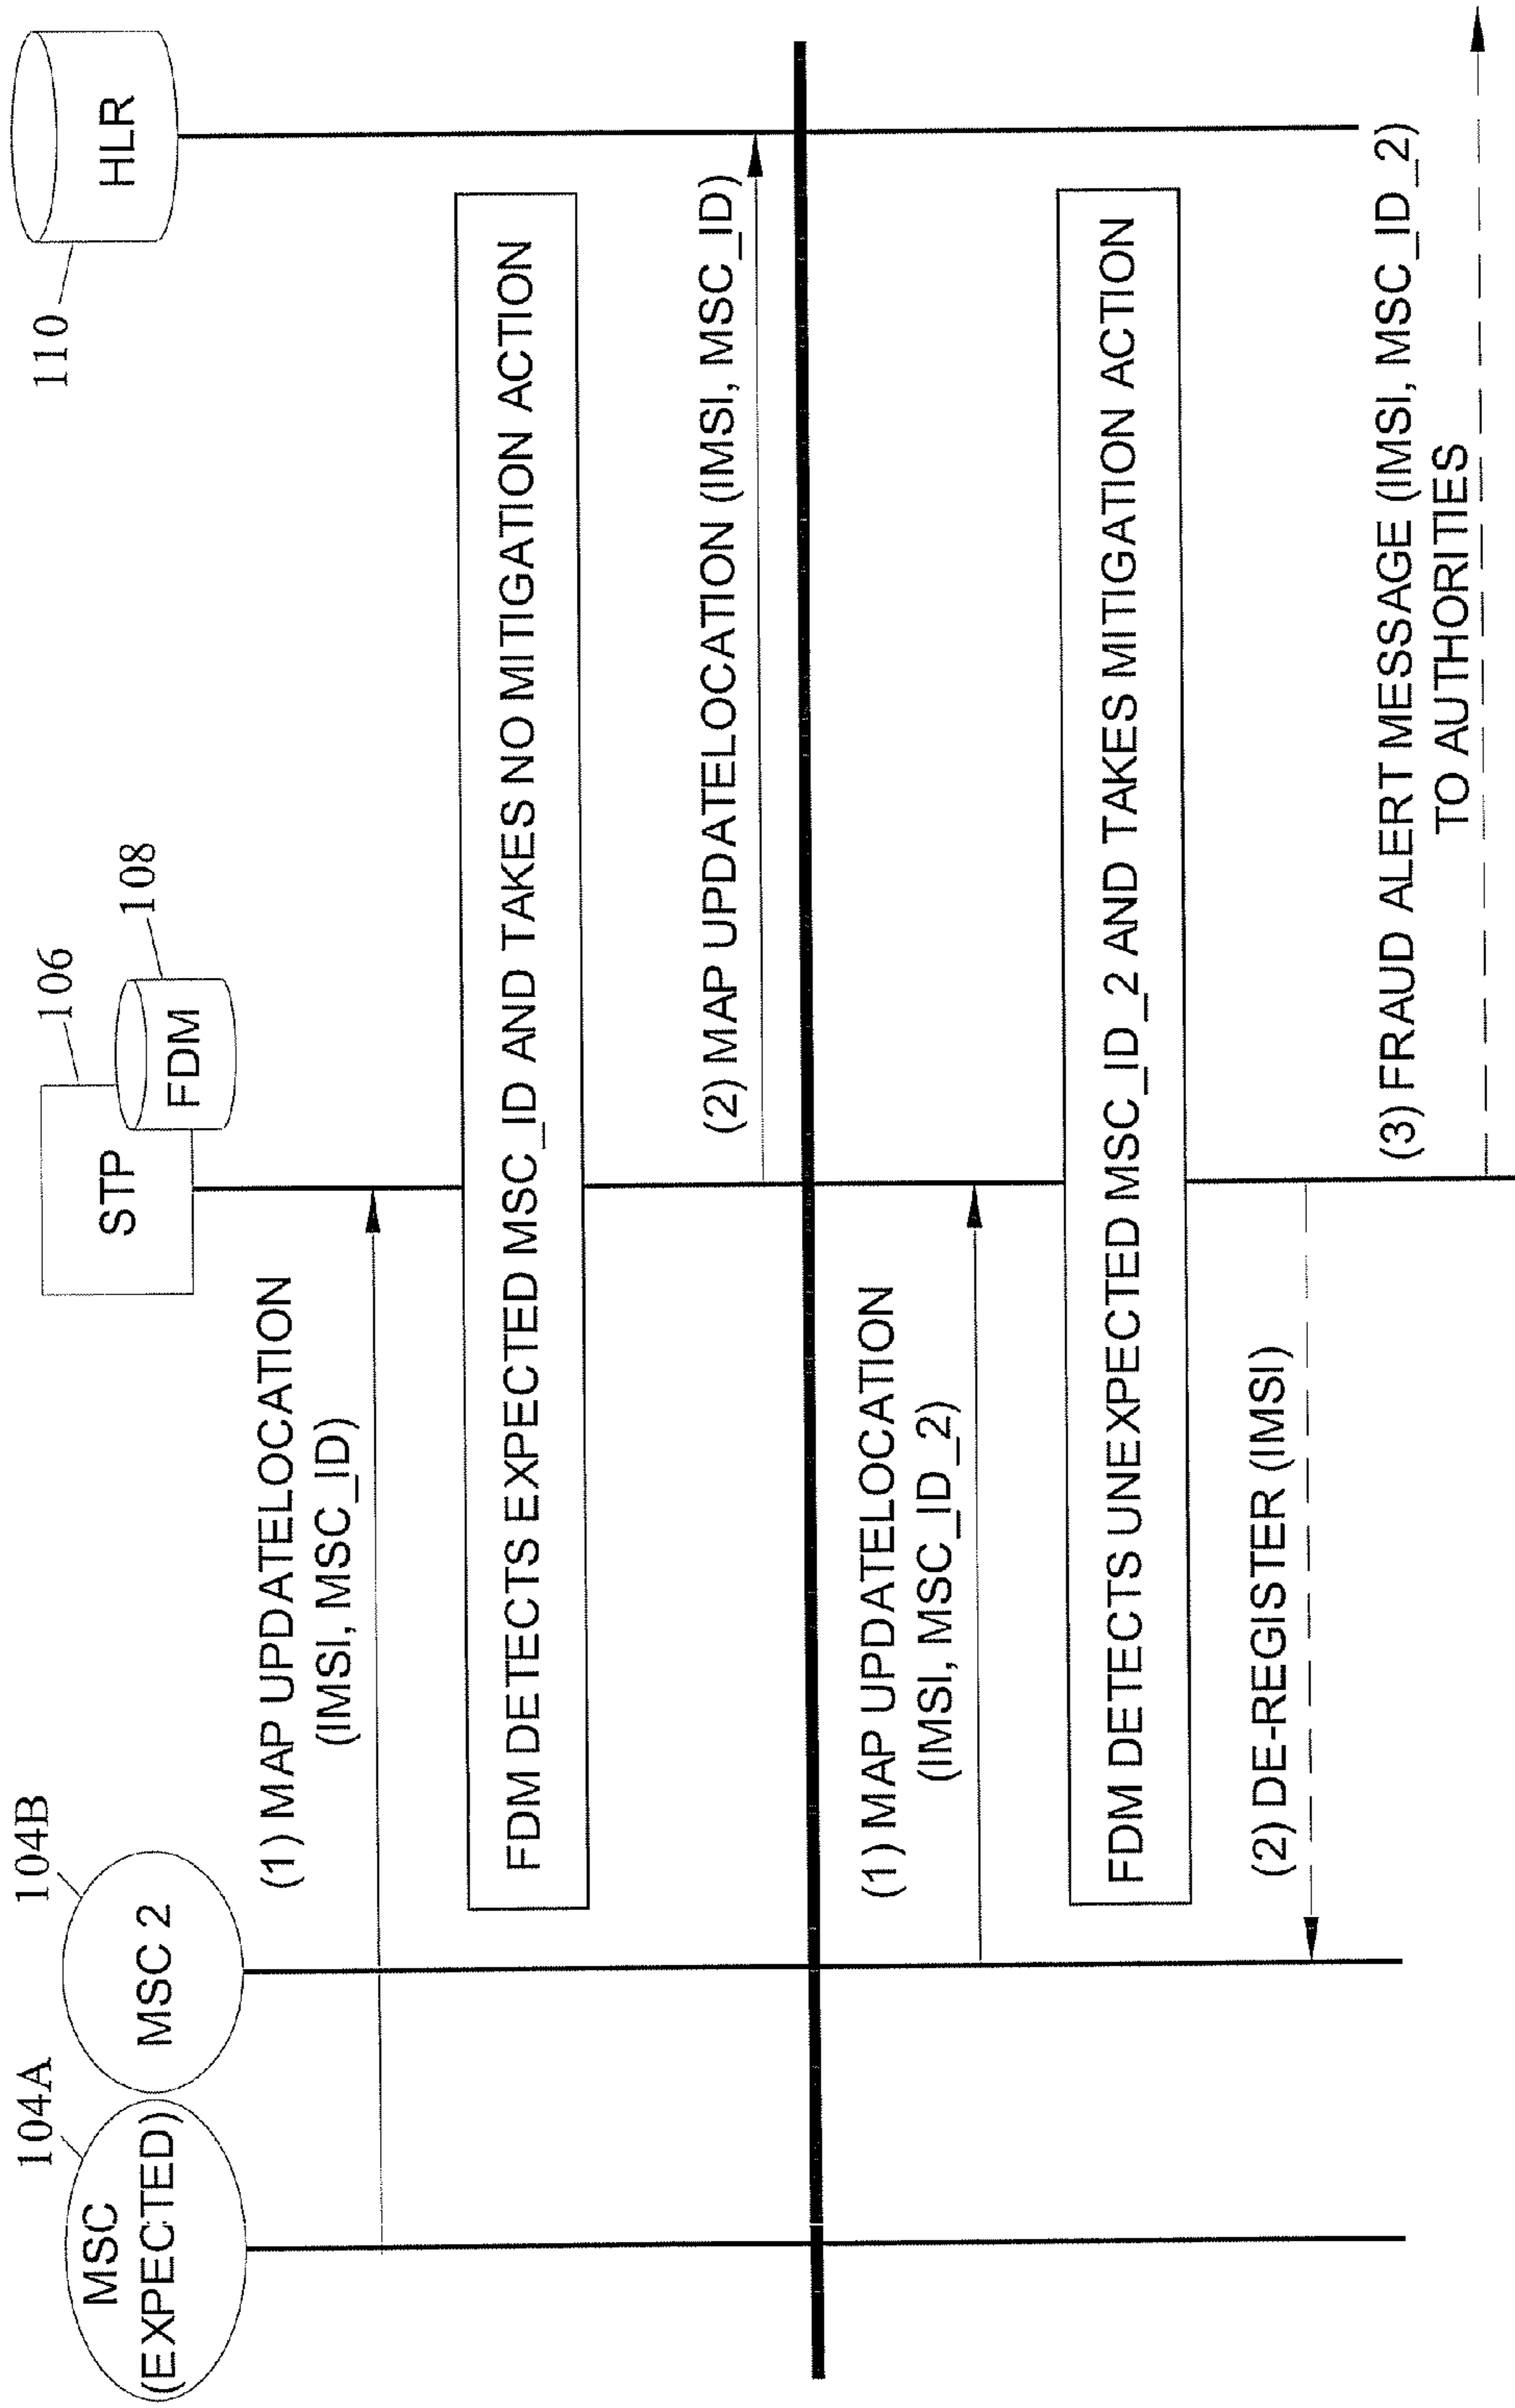 104A
MSC
(EXPECTED)
104B
MSC 2
106
STP
108
FDM
110
HLR
(1) MAP UPDATELOCATION
(IMSI, MSC_ID)
FDM DETECTS EXPECTED MSC_ID AND TAKES NO MITIGATION ACTION
(2) MAP UPDATELOCATION (IMSI, MSC_ID)
(1) MAP UPDATELOCATION
(IMSI, MSC_ID_2)
FDM DETECTS UNEXPECTED MSC_ID_2 AND TAKES MITIGATION ACTION
(2) DE-REGISTER (IMSI)
(3) FRAUD ALERT MESSAGE (IMSI, MSC_ID_2)
TO AUTHORITIES